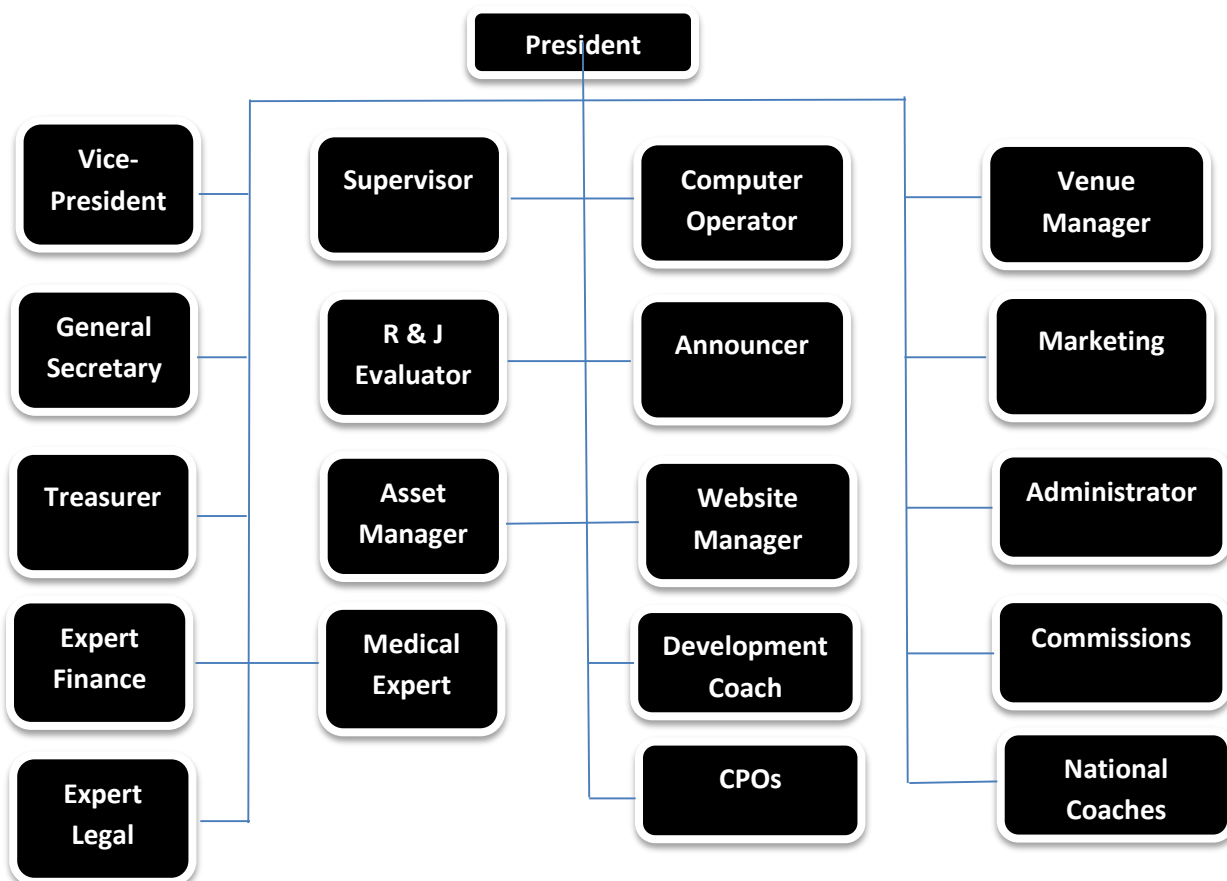 President
Vice-
President
Supervisor
Computer
Operator
Venue
Manager
General
Secretary
R & J
Evaluator
Announcer
Marketing
Treasurer
Asset
Manager
Website
Manager
Administrator
Expert
Finance
Medical
Expert
Development
Coach
Commissions
Expert
Legal
CPOs
National
Coaches